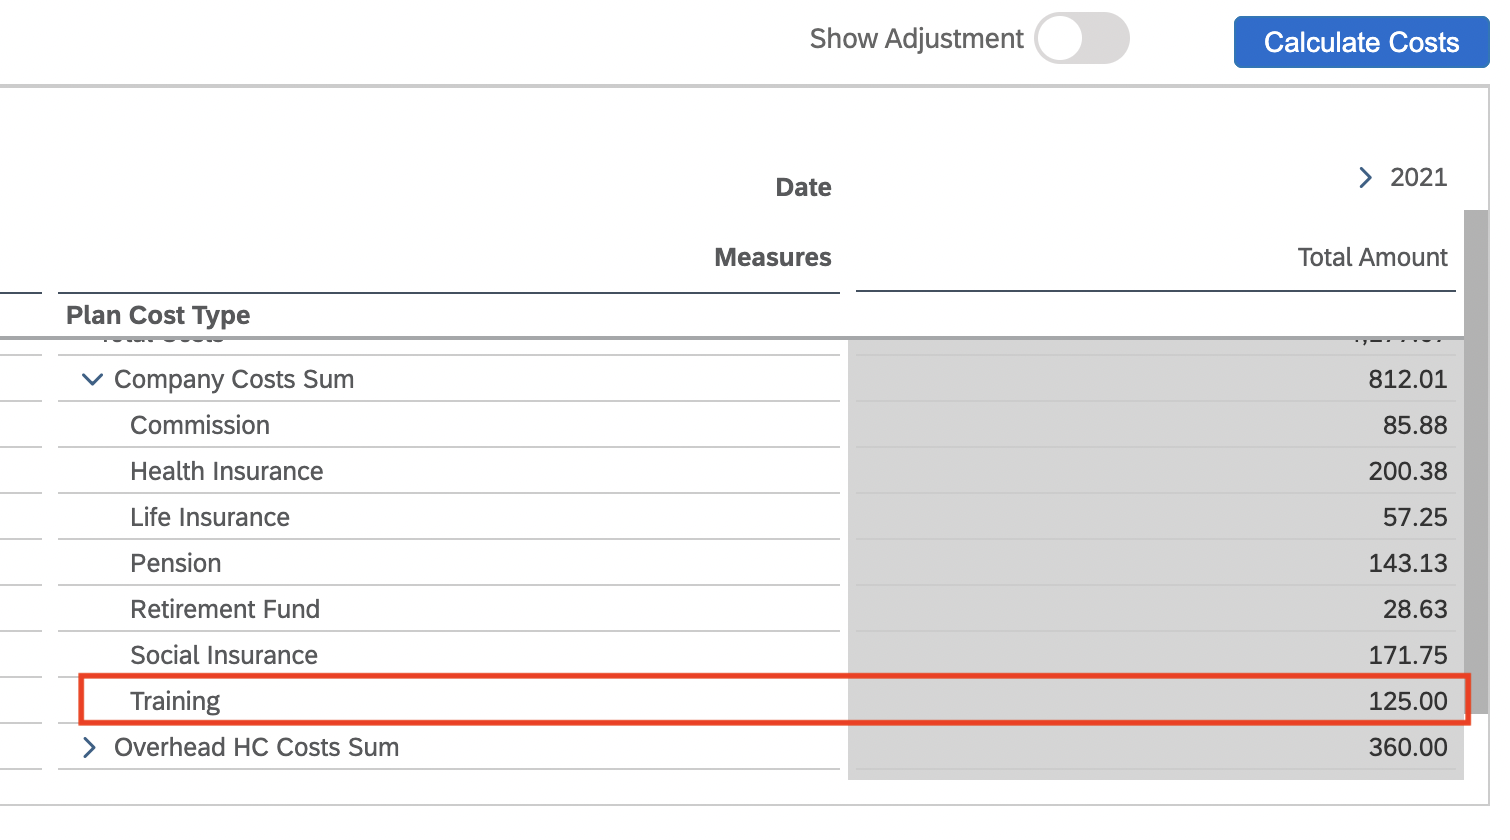 Show Adjustment Calculate Costs
Date > 2021
Measures Total Amount
Plan Cost Type
Total Costs
Company Costs Sum 812.01
Commission 85.88
Health Insurance 200.38
Life Insurance 57.25
Pension 143.13
Retirement Fund 28.63
Social Insurance 171.75
Training 125.00
Overhead HC Costs Sum 360.00